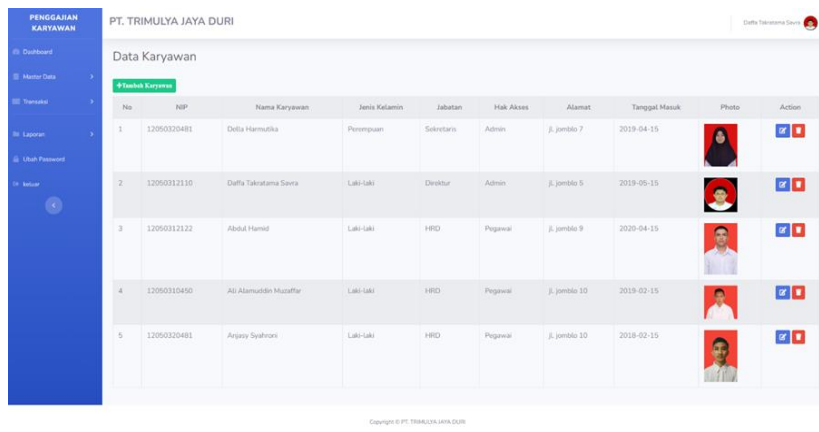 PENGGAJIAN
KARYAWAN
PT. TRIMULYA JAYA DURI
Daffa Takratama Savra
Dashboard
Master Data
Transaksi
Laporan
Ubah Password
keluar
Data Karyawan
+Tambah Karyawan
No NIP Nama Karyawan Jenis Kelamin Jabatan Hak Akses Alamat Tanggal Masuk Photo Action
1 12050320481 Della Harmutika Perempuan Sekretaris Admin jl. jomblo 7 2019-04-15
2 12050312110 Daffa Takratama Savra Laki-laki Direktur Admin jl. jomblo 5 2019-05-15
3 12050312122 Abdul Hamid Laki-laki HRD Pegawai jl. jomblo 9 2020-04-15
4 12050310450 Ali Alamuddin Muzaffar Laki-laki HRD Pegawai jl. jomblo 10 2019-02-15
5 12050320481 Anjasy Syahroni Laki-laki HRD Pegawai jl. jomblo 10 2018-02-15
Copyright © PT. TRIMULYA JAYA DURI